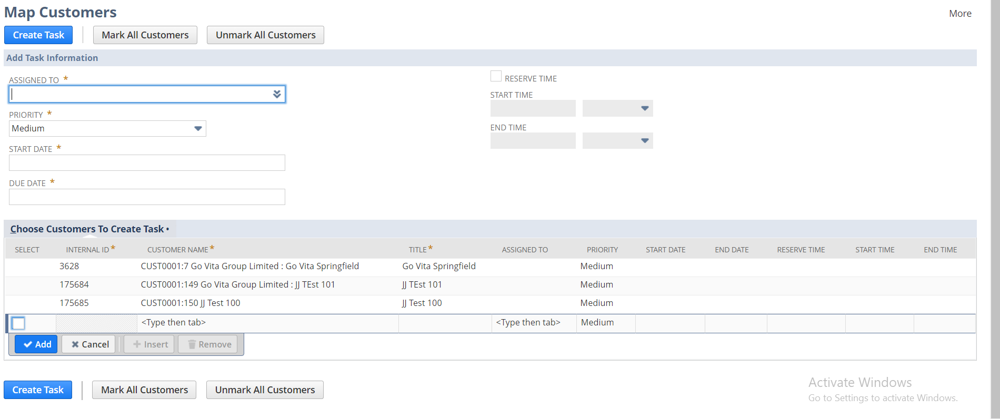 Map Customers
More
Create Task
Mark All Customers
Unmark All Customers
Add Task Information
ASSIGNED TO *
RESERVE TIME
START TIME
PRIORITY *
Medium
END TIME
START DATE *
DUE DATE *
Choose Customers To Create Task •
SELECT INTERNAL ID * CUSTOMER NAME * TITLE * ASSIGNED TO PRIORITY START DATE END DATE RESERVE TIME START TIME END TIME
3628 CUST0001:7 Go Vita Group Limited : Go Vita Springfield Go Vita Springfield Medium
175684 CUST0001:149 Go Vita Group Limited : JJ TEst 101 JJ TEst 101 Medium
175685 CUST0001:150 JJ Test 100 JJ Test 100 Medium
<Type then tab> <Type then tab> Medium
Add Cancel Insert Remove
Create Task
Mark All Customers
Unmark All Customers
Activate Windows
Go to Settings to activate Windows.